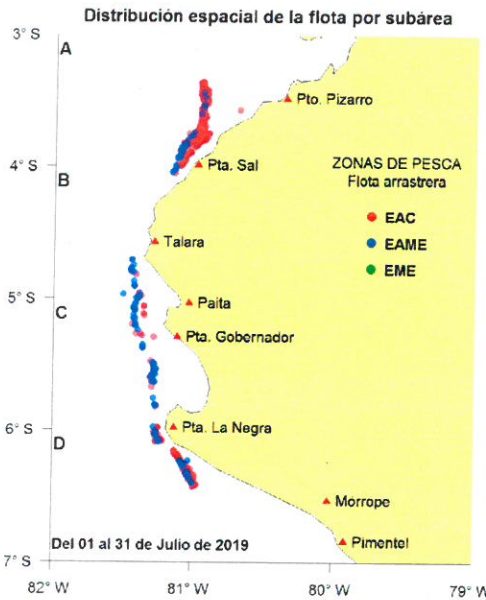 Distribución espacial de la flota por subárea
3° S
A
Pto. Pizarro
4° S
Pta. Sal
B
ZONAS DE PESCA
Flota arrastrera
EAC
EAME
EME
Talara
5° S
C
Paita
Pta. Gobernador
6° S
D
Pta. La Negra
Morrope
Del 01 al 31 de Julio de 2019
Pimentel
7° S
82° W
81° W
80° W
79° W